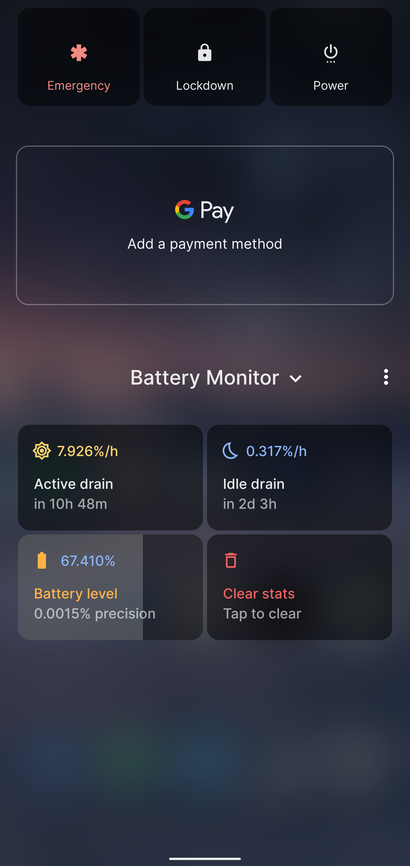 Emergency
Lockdown
Power
G Pay
Add a payment method
Battery Monitor
7.926%/h
0.317%/h
Active drain
Idle drain
in 10h 48m
in 2d 3h
67.410%
Battery level
Clear stats
0.0015% precision
Tap to clear